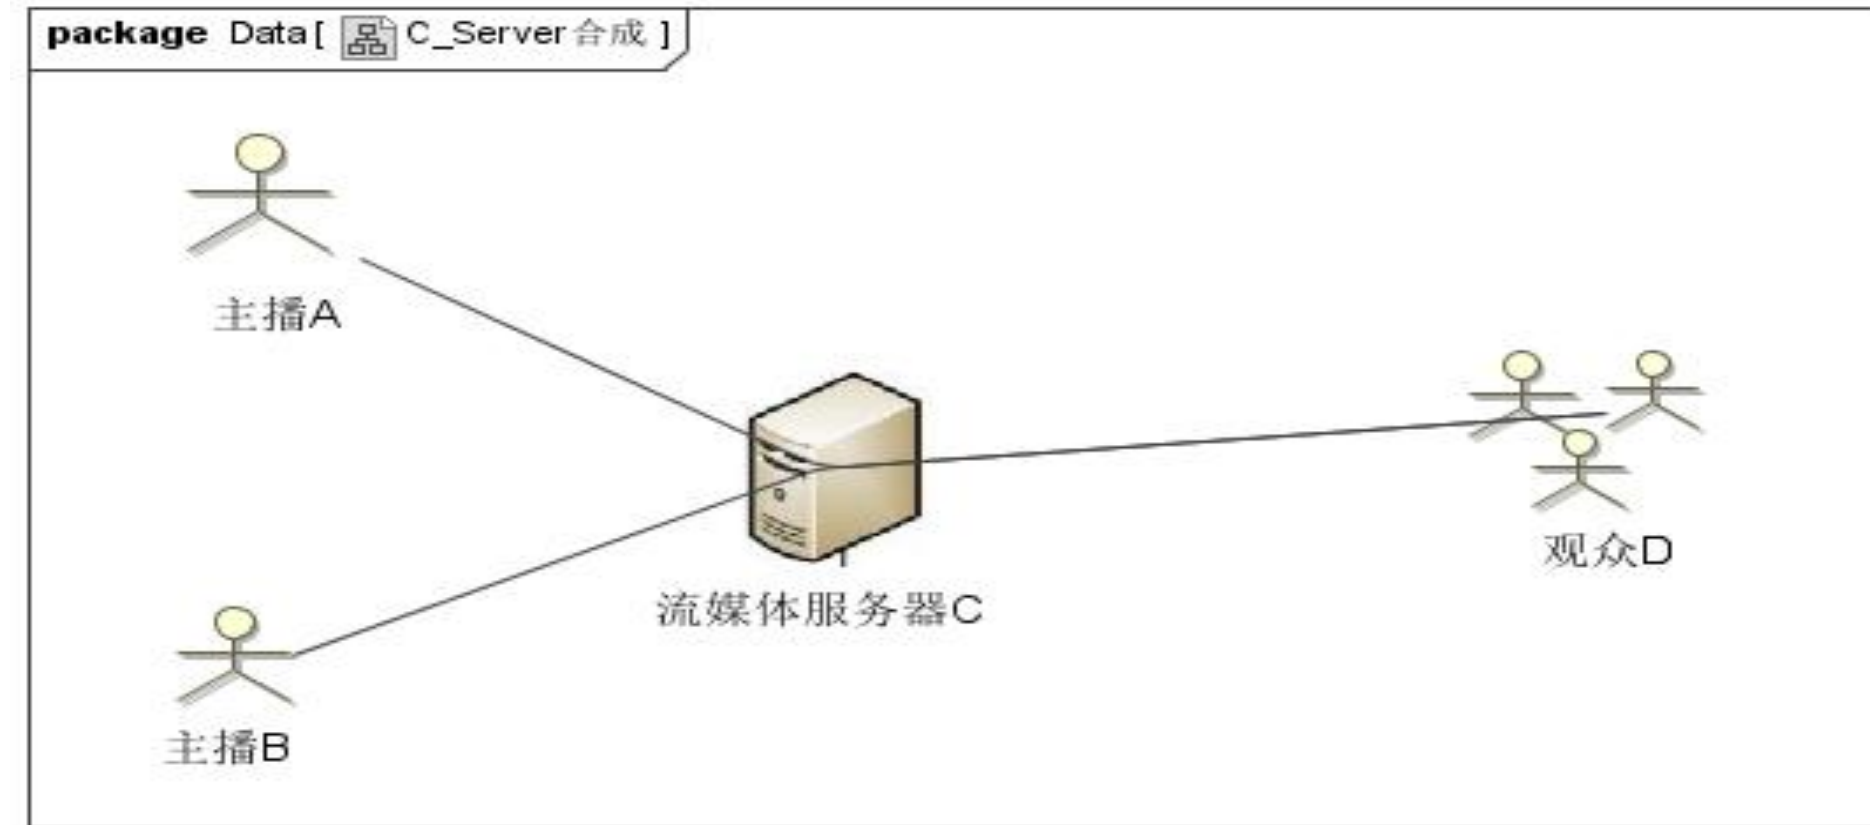 package Data[ C_Server合成 ]
主播A
观众D
流媒体服务器C
主播B